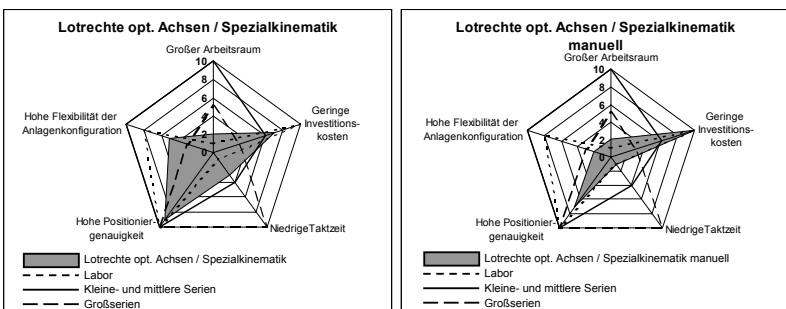 Lotrechte opt. Achsen / Spezialkinematik
Großer Arbeitsraum
10
8
6
4
2
0
Hohe Flexibilität der
Anlagenkonfiguration
Geringe
Investitions-
kosten
Hohe Positionier-
genauigkeit
NiedrigeTaktzeit
Lotrechte opt. Achsen / Spezialkinematik
Labor
Kleine- und mittlere Serien
Großserien
Lotrechte opt. Achsen / Spezialkinematik
manuell
Großer Arbeitsraum
10
8
6
4
2
0
Hohe Flexibilität der
Anlagenkonfiguration
Geringe
Investitions-
kosten
Hohe Positionier-
genauigkeit
NiedrigeTaktzeit
Lotrechte opt. Achsen / Spezialkinematik manuell
Labor
Kleine- und mittlere Serien
Großserien